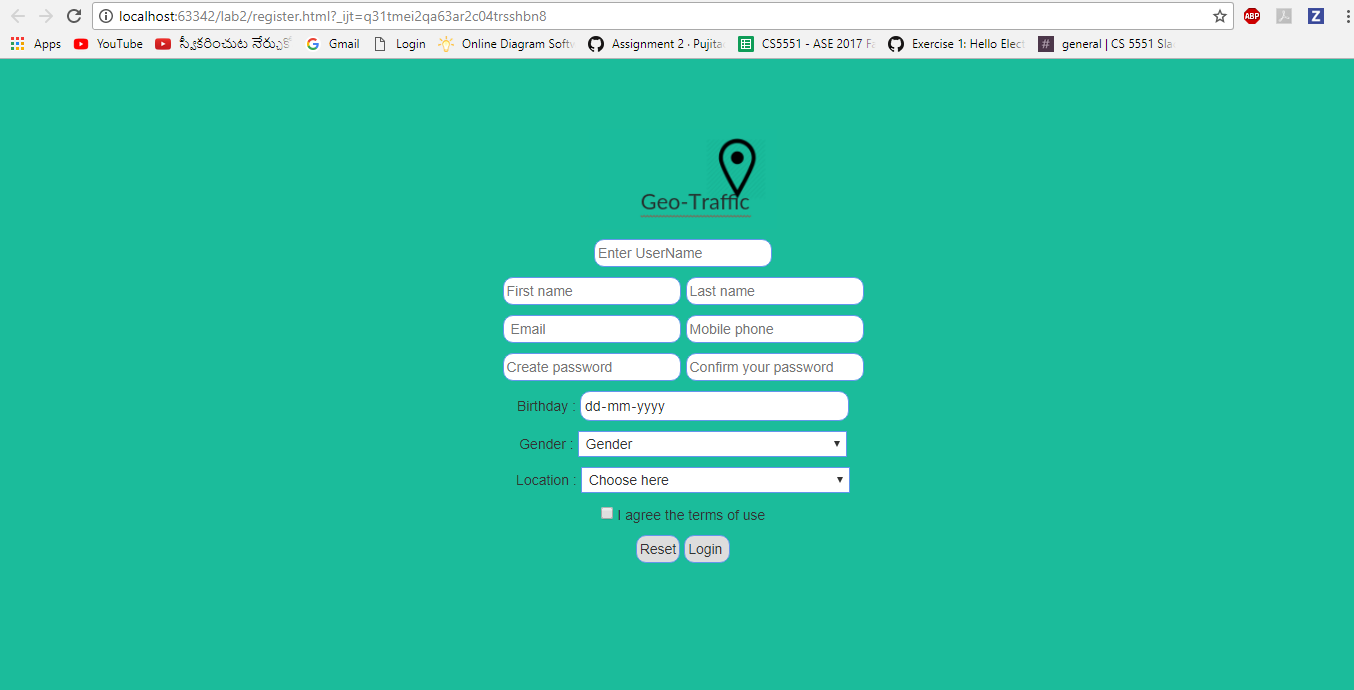 localhost:63342/lab2/register.html?_ijt=q31tmei2qa63ar2c04trsshbn8
ABP
Z
Apps YouTube స్వీకరించుట నేర్చుకో Gmail Login Online Diagram Softw Assignment 2 · Pujita CS5551 - ASE 2017 Fa Exercise 1: Hello Elect # general | CS 5551 Sla
Geo-Traffic
Enter UserName
First name Last name
Email Mobile phone
Create password Confirm your password
Birthday : dd-mm-yyyy
Gender : Gender
Location : Choose here
I agree the terms of use
Reset Login